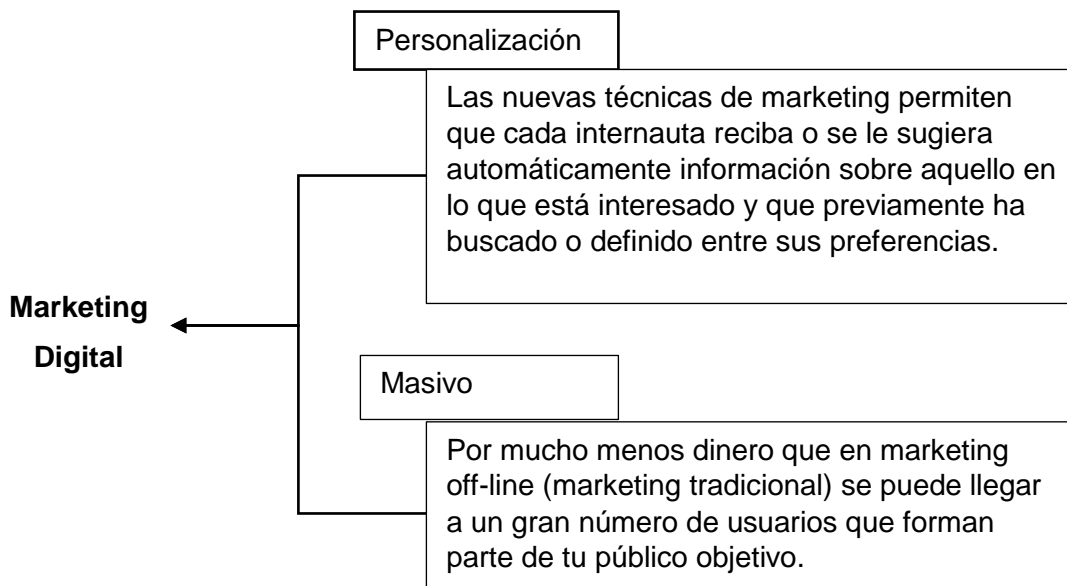 Personalización
Las nuevas técnicas de marketing permiten
que cada internauta reciba o se le sugiera
automáticamente información sobre aquello en
lo que está interesado y que previamente ha
buscado o definido entre sus preferencias.
Marketing
Digital
Masivo
Por mucho menos dinero que en marketing
off-line (marketing tradicional) se puede llegar
a un gran número de usuarios que forman
parte de tu público objetivo.